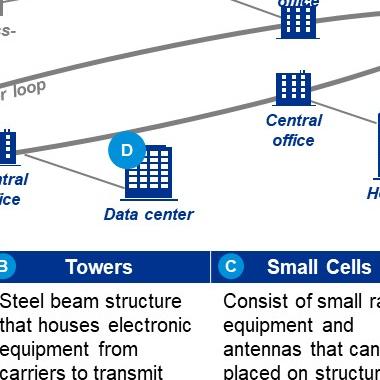 office
s-
r loop
D
Central
office
ntral
ice
Data center
B Towers
C Small Cells
Steel beam structure
that houses electronic
equipment from
carriers to transmit
Consist of small ra
equipment and
antennas that can
placed on structur